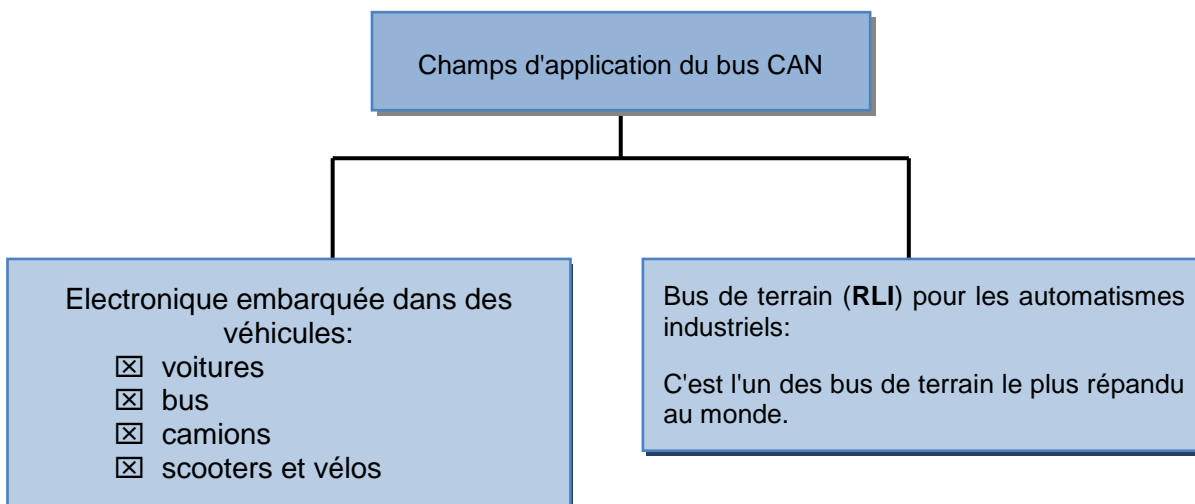 Champs d'application du bus CAN
Electronique embarquée dans des
véhicules:
☒ voitures
☒ bus
☒ camions
☒ scooters et vélos
Bus de terrain (RLI) pour les automatismes
industriels:
C'est l'un des bus de terrain le plus répandu
au monde.